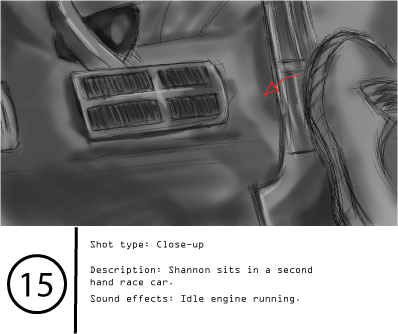 Shot type: Close-up
Description: Shannon sits in a second
hand race car.
15
Sound effects: Idle engine running.